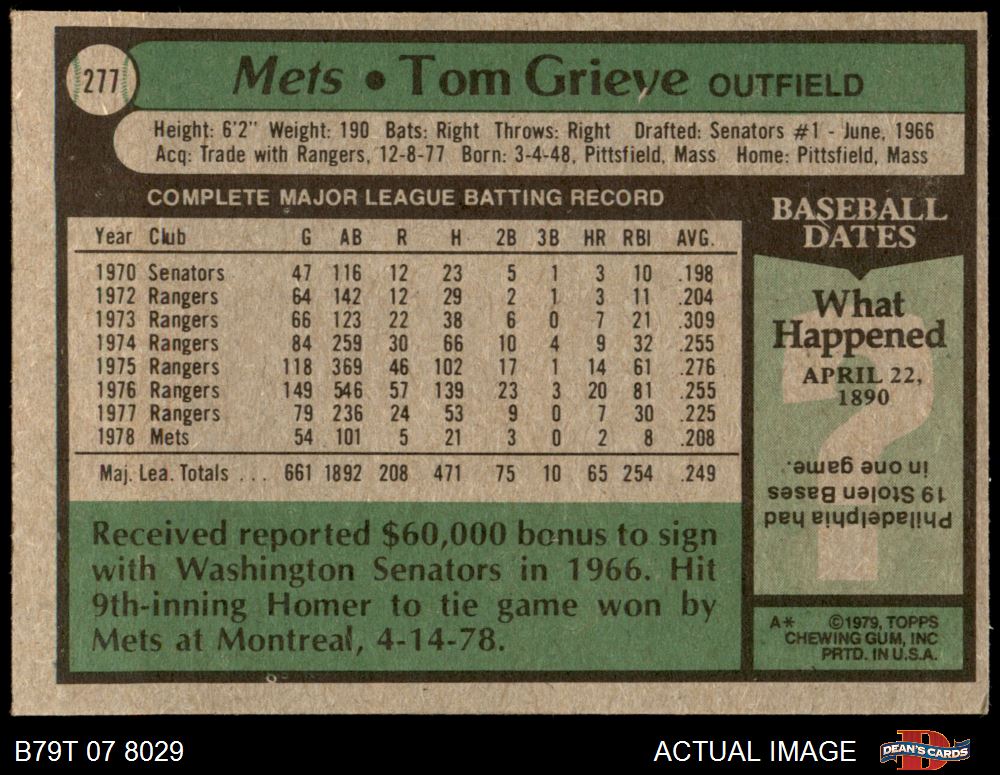 277
Mets • Tom Grieve OUTFIELD
Height: 6'2" Weight: 190 Bats: Right Throws: Right Drafted: Senators #1 - June, 1966
Acq: Trade with Rangers, 12-8-77 Born: 3-4-48, Pittsfield, Mass Home: Pittsfield, Mass
COMPLETE MAJOR LEAGUE BATTING RECORD
Year Club G AB R H 2B 3B HR RBI AVG.
1970 Senators 47 116 12 23 5 1 3 10 .198
1972 Rangers 64 142 12 29 2 1 3 11 .204
1973 Rangers 66 123 22 38 6 0 7 21 .309
1974 Rangers 84 259 30 66 10 4 9 32 .255
1975 Rangers 118 369 46 102 17 1 14 61 .276
1976 Rangers 149 546 57 139 23 3 20 81 .255
1977 Rangers 79 236 24 53 9 0 7 30 .225
1978 Mets 54 101 5 21 3 0 2 8 .208
Maj. Lea. Totals ... 661 1892 208 471 75 10 65 254 .249
Received reported $60,000 bonus to sign
with Washington Senators in 1966. Hit
9th-inning Homer to tie game won by
Mets at Montreal, 4-14-78.
BASEBALL
DATES
What
Happened
APRIL 22,
1890
?
Philadelphia had
19 Stolen Bases
in one game.
A* ©1979, TOPPS
CHEWING GUM, INC
PRTD. IN U.S.A.
B79T 07 8029
ACTUAL IMAGE
DEAN'S CARDS